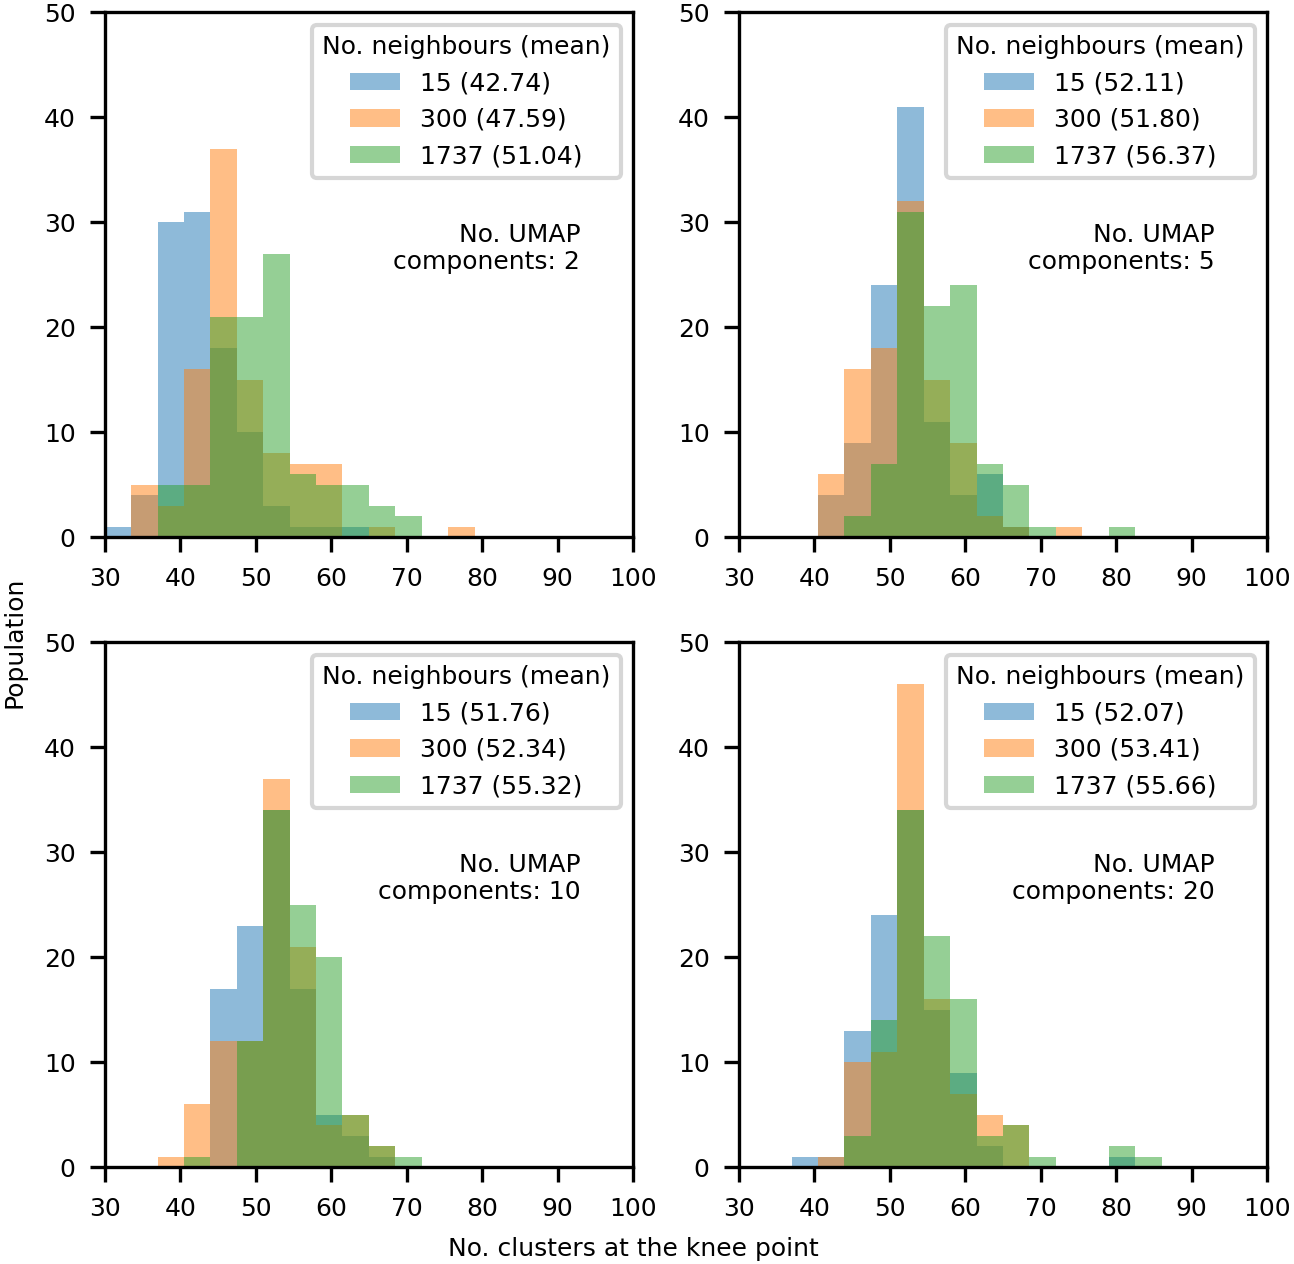 50
40
30
20
10
0
No. neighbours (mean)
15 (42.74)
300 (47.59)
1737 (51.04)
No. UMAP
components: 2
30 40 50 60 70 80 90 100
50
40
30
20
10
0
No. neighbours (mean)
15 (52.11)
300 (51.80)
1737 (56.37)
No. UMAP
components: 5
30 40 50 60 70 80 90 100
Population
50
40
30
20
10
0
No. neighbours (mean)
15 (51.76)
300 (52.34)
1737 (55.32)
No. UMAP
components: 10
30 40 50 60 70 80 90 100
50
40
30
20
10
0
No. neighbours (mean)
15 (52.07)
300 (53.41)
1737 (55.66)
No. UMAP
components: 20
30 40 50 60 70 80 90 100
No. clusters at the knee point